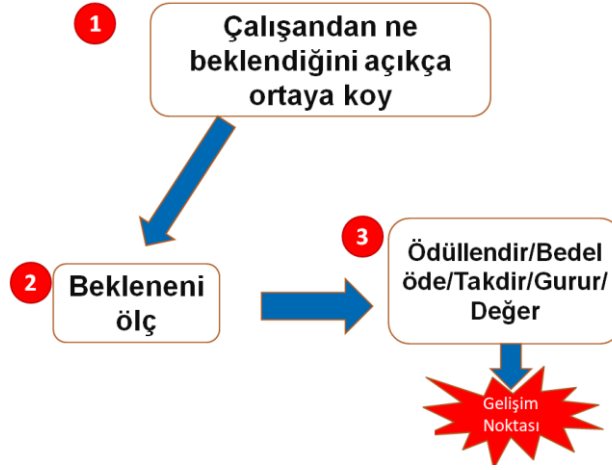 1
Çalışandan ne
beklendiğini açıkça
ortaya koy
2
Bekleneni
ölç
3
Ödüllendir/Bedel
öde/Takdir/Gurur/
Değer
Gelişim
Noktası